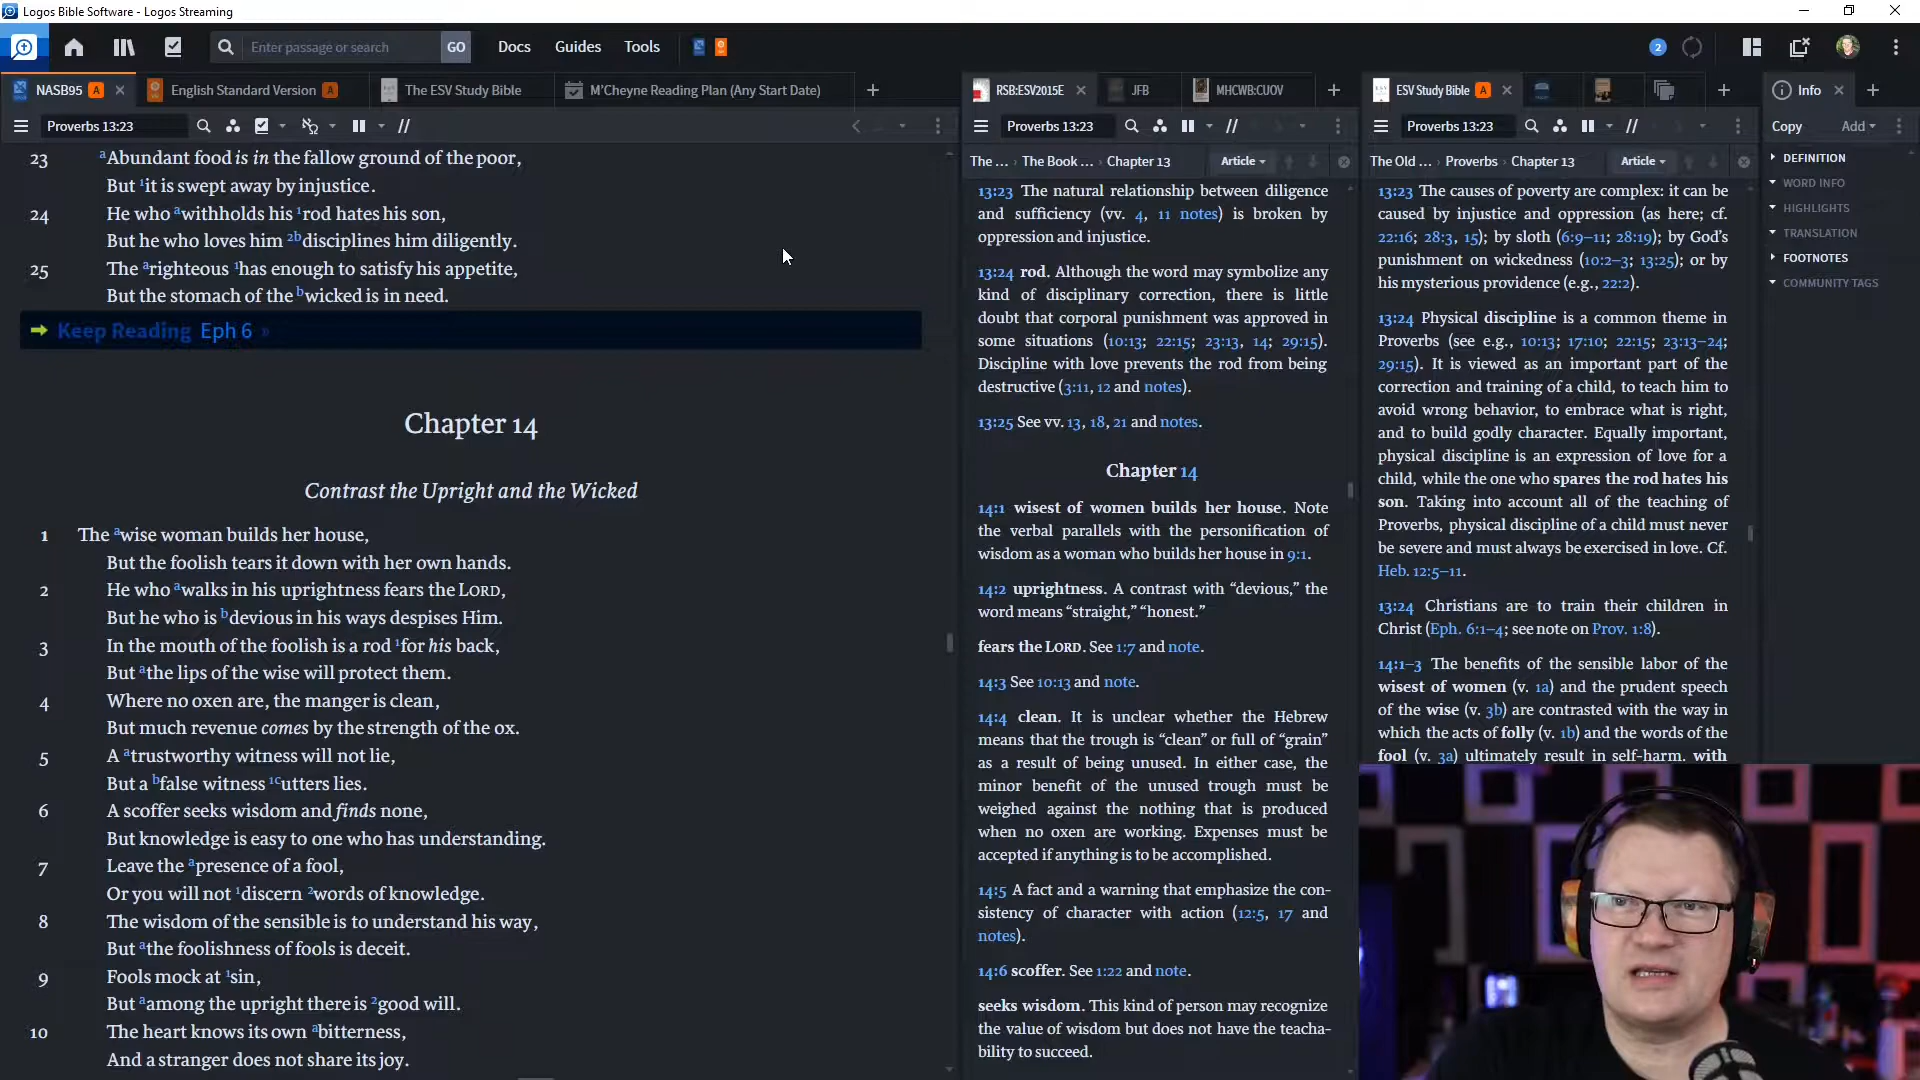 Logos Bible Software - Logos Streaming
Enter passage or search
GO
Docs
Guides
Tools
2
NASB95 A
English Standard Version A
The ESV Study Bible
M'Cheyne Reading Plan (Any Start Date)
RSB:ESV2015E
JFB
MHCWB:CUOV
ESV Study Bible A
Info
Proverbs 13:23
Proverbs 13:23
Proverbs 13:23
Copy
Add
23 aAbundant food is in the fallow ground of the poor,
But 1it is swept away by injustice.
24 He who awithholds his 1rod hates his son,
But he who loves him 2bdisciplines him diligently.
25 The arighteous 1has enough to satisfy his appetite,
But the stomach of the bwicked is in need.
Keep Reading Eph 6 »
Chapter 14
Contrast the Upright and the Wicked
1 The awise woman builds her house,
But the foolish tears it down with her own hands.
2 He who awalks in his uprightness fears the LORD,
But he who is bdevious in his ways despises Him.
3 In the mouth of the foolish is a rod 1for his back,
But athe lips of the wise will protect them.
4 Where no oxen are, the manger is clean,
But much revenue comes by the strength of the ox.
5 A atrustworthy witness will not lie,
But a bfalse witness 1cutters lies.
6 A scoffer seeks wisdom and finds none,
But knowledge is easy to one who has understanding.
7 Leave the apresence of a fool,
Or you will not 1discern 2words of knowledge.
8 The wisdom of the sensible is to understand his way,
But athe foolishness of fools is deceit.
9 Fools mock at 1sin,
But aamong the upright there is 2good will.
10 The heart knows its own abitterness,
And a stranger does not share its joy.
The ... › The Book ... › Chapter 13
Article
13:23 The natural relationship between diligence
and sufficiency (vv. 4, 11 notes) is broken by
oppression and injustice.
13:24 rod. Although the word may symbolize any
kind of disciplinary correction, there is little
doubt that corporal punishment was approved in
some situations (10:13; 22:15; 23:13, 14; 29:15).
Discipline with love prevents the rod from being
destructive (3:11, 12 and notes).
13:25 See vv. 13, 18, 21 and notes.
Chapter 14
14:1 wisest of women builds her house. Note
the verbal parallels with the personification of
wisdom as a woman who builds her house in 9:1.
14:2 uprightness. A contrast with “devious,” the
word means “straight,” “honest.”
fears the LORD. See 1:7 and note.
14:3 See 10:13 and note.
14:4 clean. It is unclear whether the Hebrew
means that the trough is “clean” or full of “grain”
as a result of being unused. In either case, the
minor benefit of the unused trough must be
weighed against the nothing that is produced
when no oxen are working. Expenses must be
accepted if anything is to be accomplished.
14:5 A fact and a warning that emphasize the con-
sistency of character with action (12:5, 17 and
notes).
14:6 scoffer. See 1:22 and note.
seeks wisdom. This kind of person may recognize
the value of wisdom but does not have the teacha-
bility to succeed.
The Old ... › Proverbs › Chapter 13
Article
13:23 The causes of poverty are complex: it can be
caused by injustice and oppression (as here; cf.
22:16; 28:3, 15); by sloth (6:9–11; 28:19); by God's
punishment on wickedness (10:2–3; 13:25); or by
his mysterious providence (e.g., 22:2).
13:24 Physical discipline is a common theme in
Proverbs (see e.g., 10:13; 17:10; 22:15; 23:13–24;
29:15). It is viewed as an important part of the
correction and training of a child, to teach him to
avoid wrong behavior, to embrace what is right,
and to build godly character. Equally important,
physical discipline is an expression of love for a
child, while the one who spares the rod hates his
son. Taking into account all of the teaching of
Proverbs, physical discipline of a child must never
be severe and must always be exercised in love. Cf.
Heb. 12:5–11.
13:24 Christians are to train their children in
Christ (Eph. 6:1–4; see note on Prov. 1:8).
14:1–3 The benefits of the sensible labor of the
wisest of women (v. 1a) and the prudent speech
of the wise (v. 3b) are contrasted with the way in
which the acts of folly (v. 1b) and the words of the
fool (v. 3a) ultimately result in self-harm. with
DEFINITION
WORD INFO
HIGHLIGHTS
TRANSLATION
FOOTNOTES
COMMUNITY TAGS